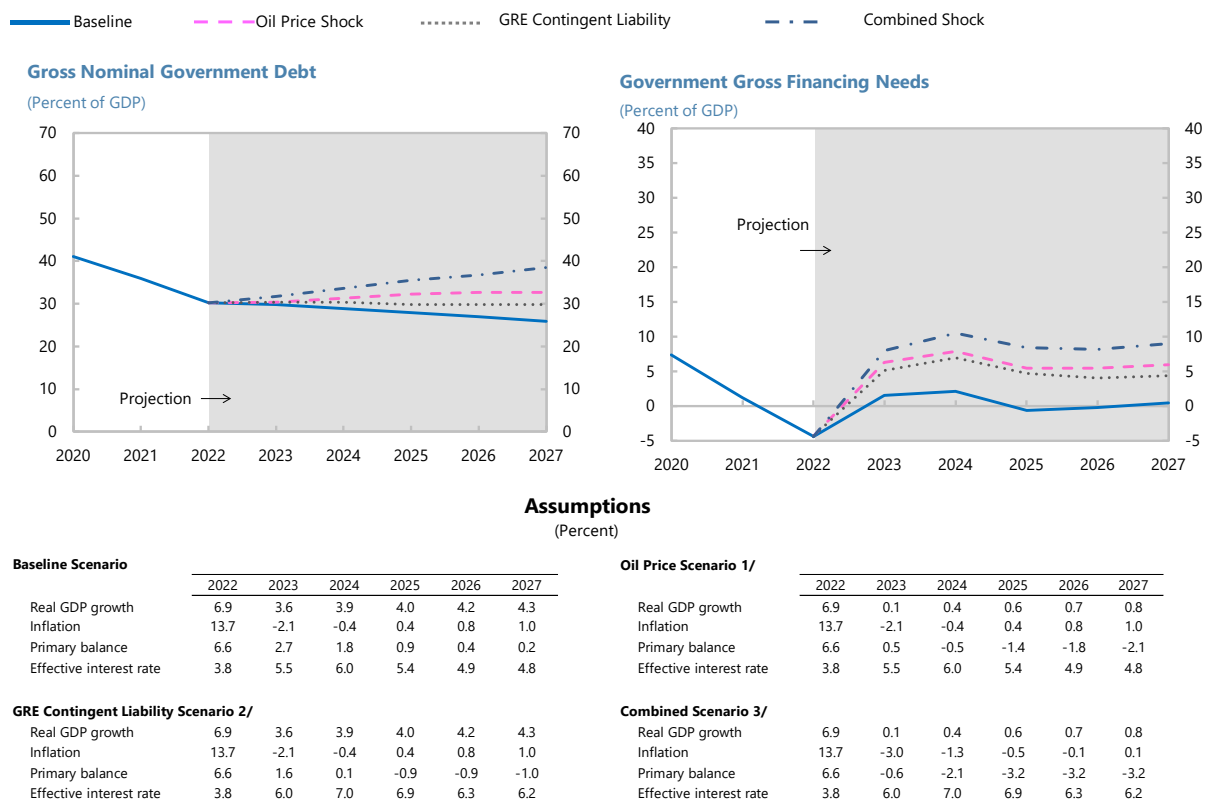 Baseline Oil Price Shock GRE Contingent Liability Combined Shock
Gross Nominal Government Debt
(Percent of GDP)
70 70
60 60
50 50
40 40
30 30
20 20
10 10
Projection
0 0
2020 2021 2022 2023 2024 2025 2026 2027
Government Gross Financing Needs
(Percent of GDP)
40 40
35 35
30 30
Projection
25 25
20 20
15 15
10 10
5 5
0 0
-5 -5
2020 2021 2022 2023 2024 2025 2026 2027
Assumptions
(Percent)
Baseline Scenario
2022 2023 2024 2025 2026 2027
Real GDP growth 6.9 3.6 3.9 4.0 4.2 4.3
Inflation 13.7 -2.1 -0.4 0.4 0.8 1.0
Primary balance 6.6 2.7 1.8 0.9 0.4 0.2
Effective interest rate 3.8 5.5 6.0 5.4 4.9 4.8
Oil Price Scenario 1/
2022 2023 2024 2025 2026 2027
Real GDP growth 6.9 0.1 0.4 0.6 0.7 0.8
Inflation 13.7 -2.1 -0.4 0.4 0.8 1.0
Primary balance 6.6 0.5 -0.5 -1.4 -1.8 -2.1
Effective interest rate 3.8 5.5 6.0 5.4 4.9 4.8
GRE Contingent Liability Scenario 2/
Real GDP growth 6.9 3.6 3.9 4.0 4.2 4.3
Inflation 13.7 -2.1 -0.4 0.4 0.8 1.0
Primary balance 6.6 1.6 0.1 -0.9 -0.9 -1.0
Effective interest rate 3.8 6.0 7.0 6.9 6.3 6.2
Combined Scenario 3/
Real GDP growth 6.9 0.1 0.4 0.6 0.7 0.8
Inflation 13.7 -3.0 -1.3 -0.5 -0.1 0.1
Primary balance 6.6 -0.6 -2.1 -3.2 -3.2 -3.2
Effective interest rate 3.8 6.0 7.0 6.9 6.3 6.2